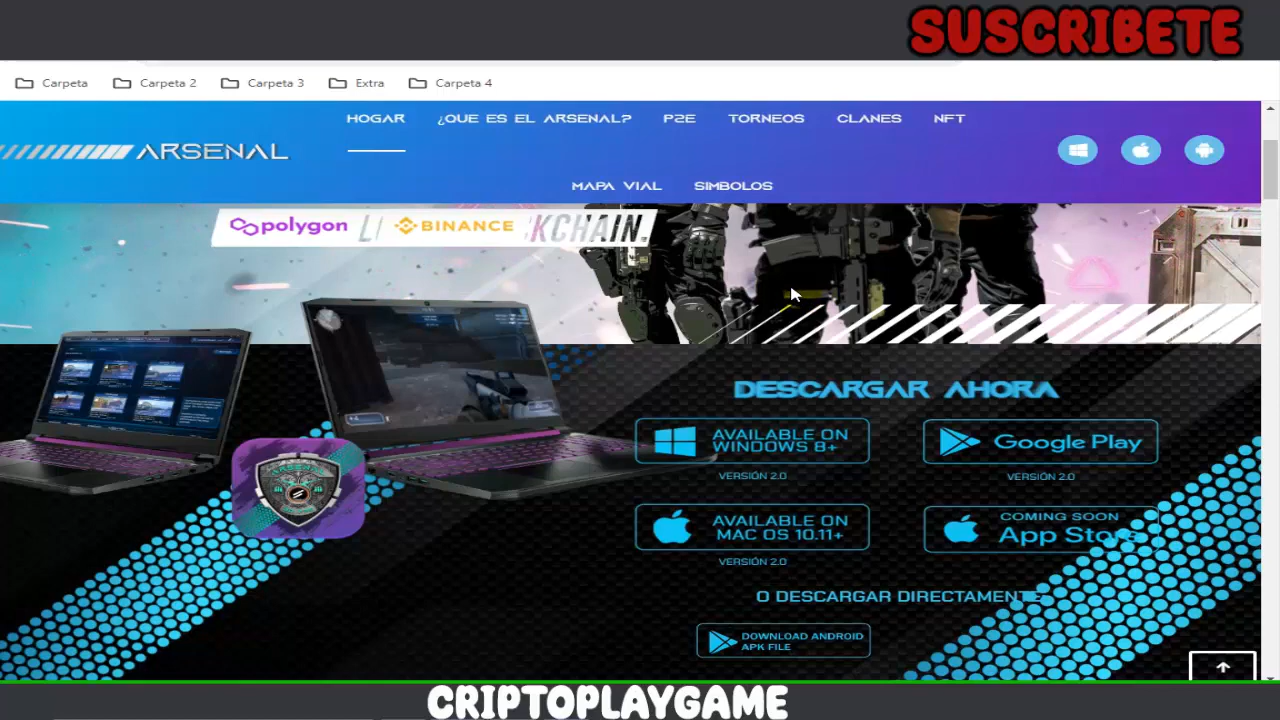 SUSCRIBETE
Carpeta Carpeta 2 Carpeta 3 Extra Carpeta 4
HOGAR ¿QUE ES EL ARSENAL? P2E TORNEOS CLANES NFT
ARSENAL
MAPA VIAL SIMBOLOS
polygon BINANCE KCHAIN.
DESCARGAR AHORA
AVAILABLE ON
WINDOWS 8+
Google Play
VERSIÓN 2.0
VERSIÓN 2.0
AVAILABLE ON
MAC OS 10.11+
COMING SOON
App Store
VERSIÓN 2.0
O DESCARGAR DIRECTAMENTE
DOWNLOAD ANDROID
APK FILE
ARSENAL
CRIPTOPLAYGAME